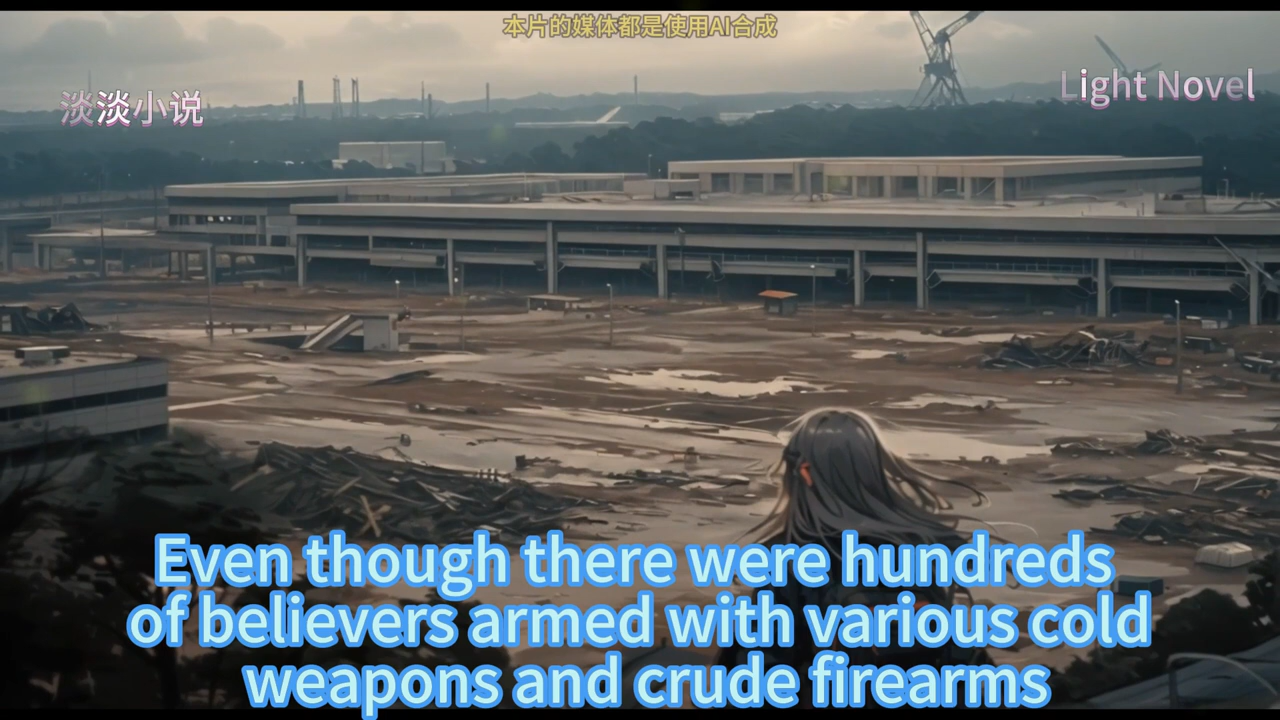 本片的媒体都是使用AI合成
淡淡小说
Light Novel
Even though there were hundreds
of believers armed with various cold
weapons and crude firearms